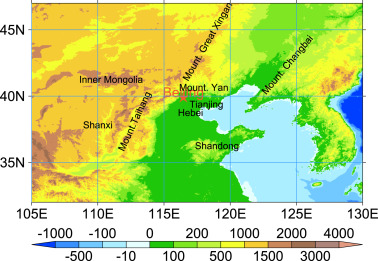 45N
40N
35N
Mount. Great Xingan
Mount. Changbai
Inner Mongolia
Mount. Yan
Beijing
Tianjing
Hebei
Mount.Taihang
Shanxi
Shandong
105E 110E 115E 120E 125E 130E
-1000 -100 0 200 1000 2000 4000
-500 -10 100 500 1500 3000